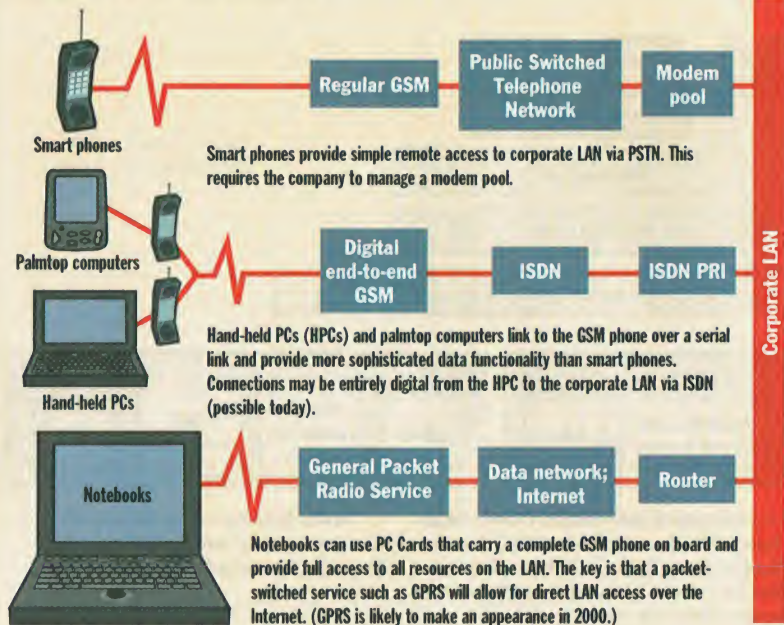 Smart phones
Regular GSM
Public Switched
Telephone
Network
Modem
pool
Smart phones provide simple remote access to corporate LAN via PSTN. This
requires the company to manage a modem pool.
Palmtop computers
Hand-held PCs
Digital
end-to-end
GSM
ISDN
ISDN PRI
Hand-held PCs (HPCs) and palmtop computers link to the GSM phone over a serial
link and provide more sophisticated data functionality than smart phones.
Connections may be entirely digital from the HPC to the corporate LAN via ISDN
(possible today).
Notebooks
General Packet
Radio Service
Data network;
Internet
Router
Notebooks can use PC Cards that carry a complete GSM phone on board and
provide full access to all resources on the LAN. The key is that a packet-
switched service such as GPRS will allow for direct LAN access over the
Internet. (GPRS is likely to make an appearance in 2000.)
Corporate LAN